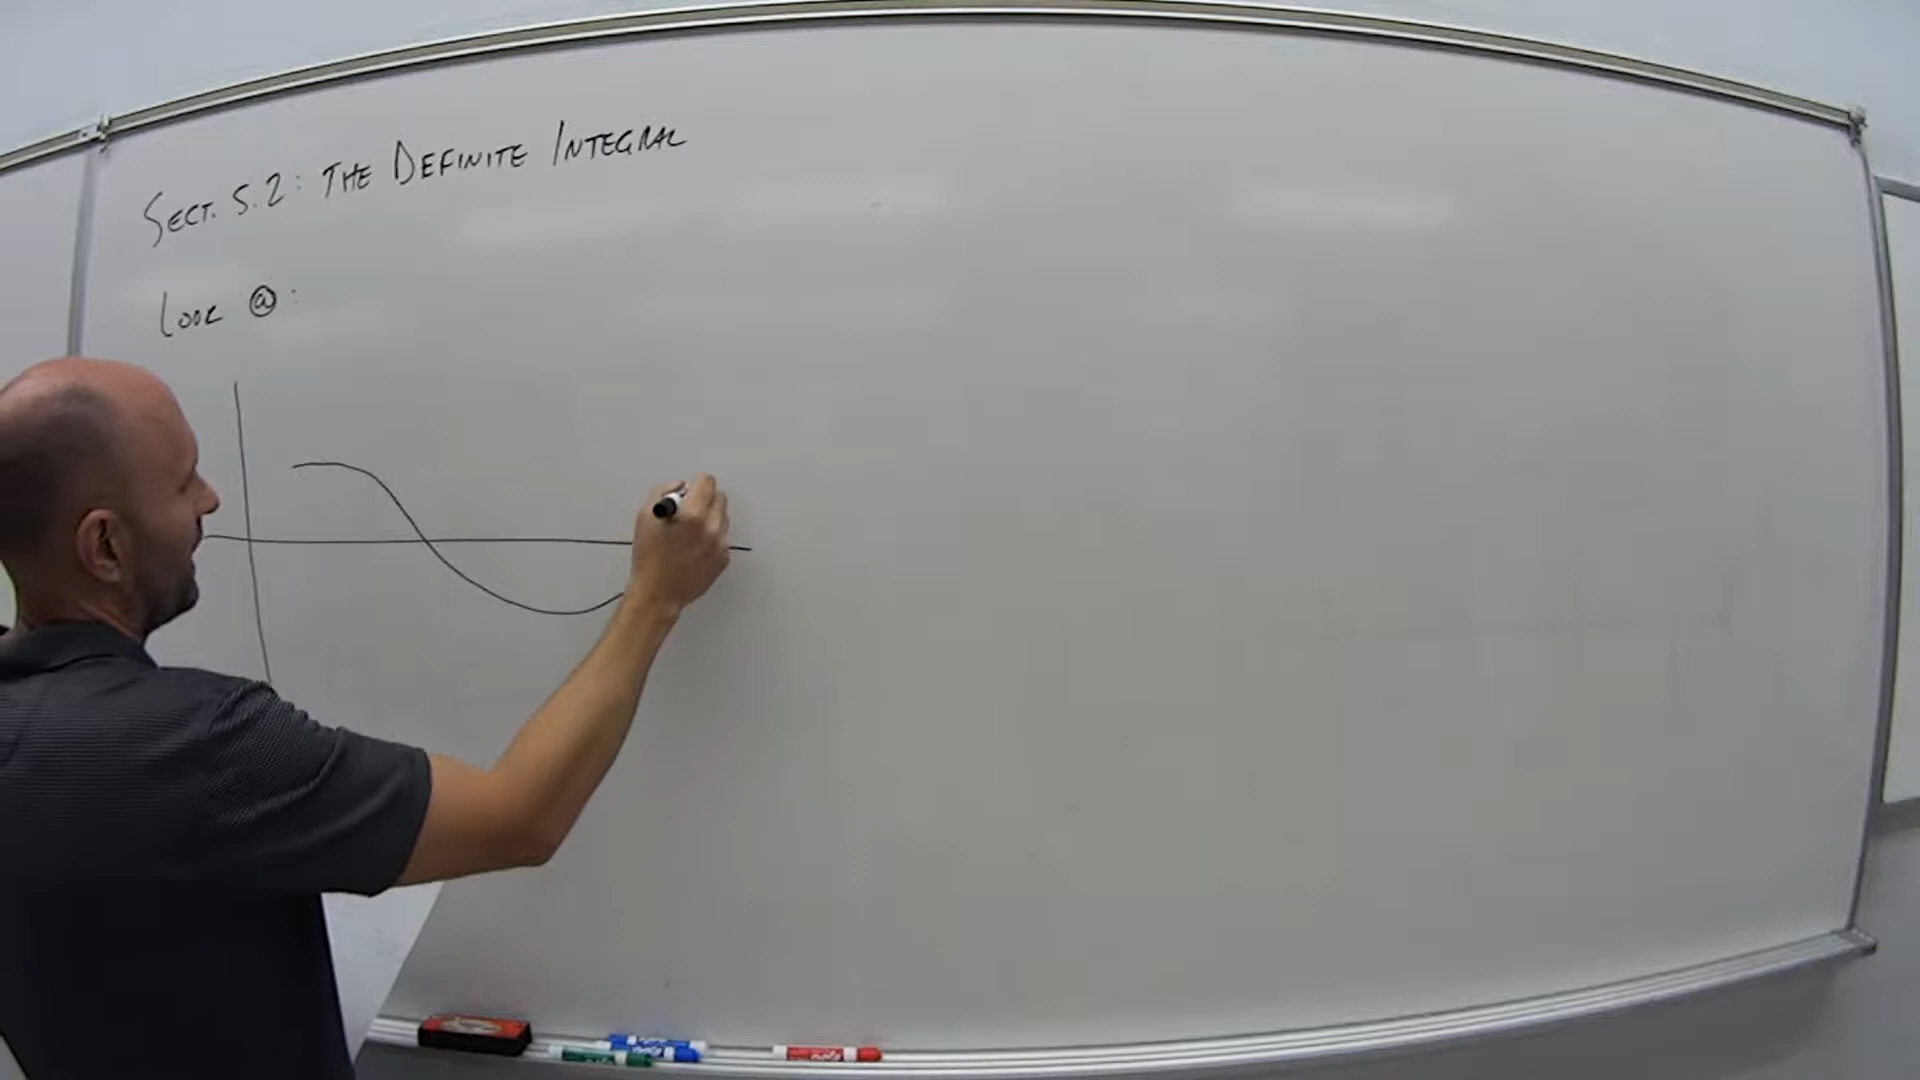 SECT. 5.2: THE DEFINITE INTEGRAL
LOOK @: